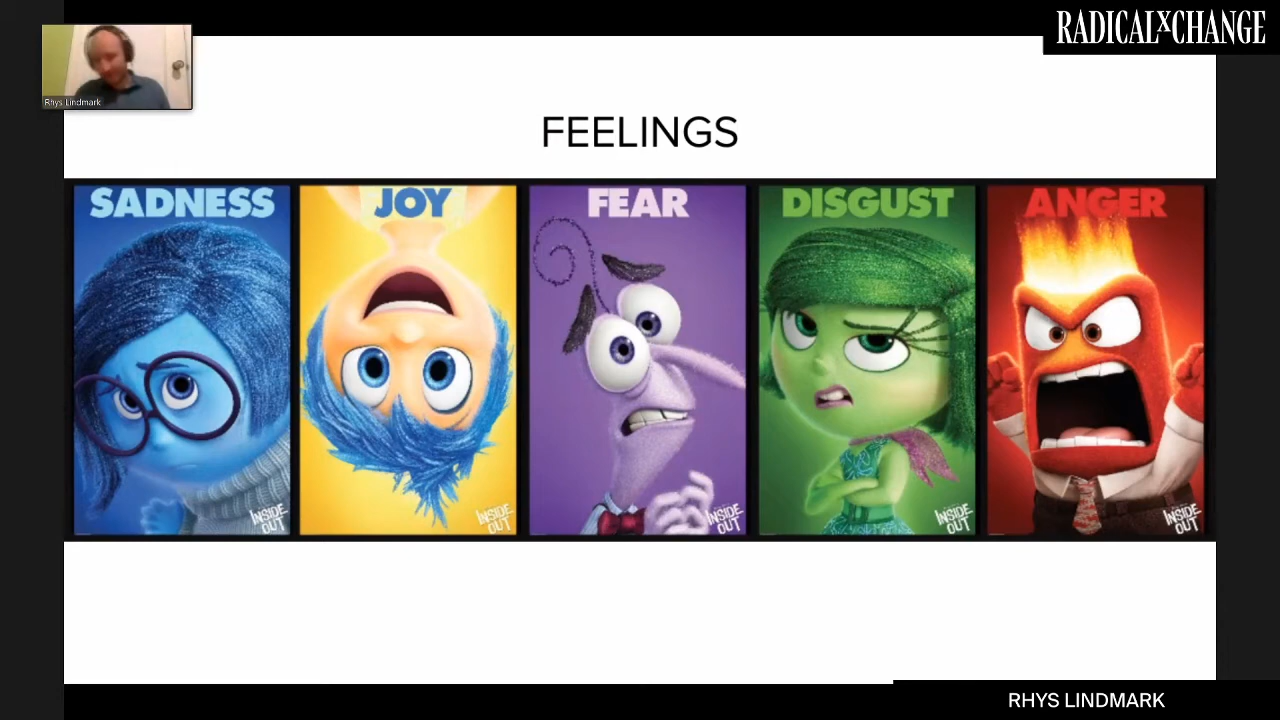 RADICALXCHANGE
Rhys Lindmark
FEELINGS
SADNESS
JOY
FEAR
DISGUST
ANGER
INSIDE
OUT
INSIDE
OUT
INSIDE
OUT
INSIDE
OUT
INSIDE
OUT
RHYS LINDMARK